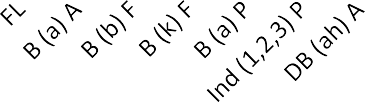 FL
B (a) A
B (b) F
B (k) F
B (a) P
Ind (1,2,3) P
DB (ah) A